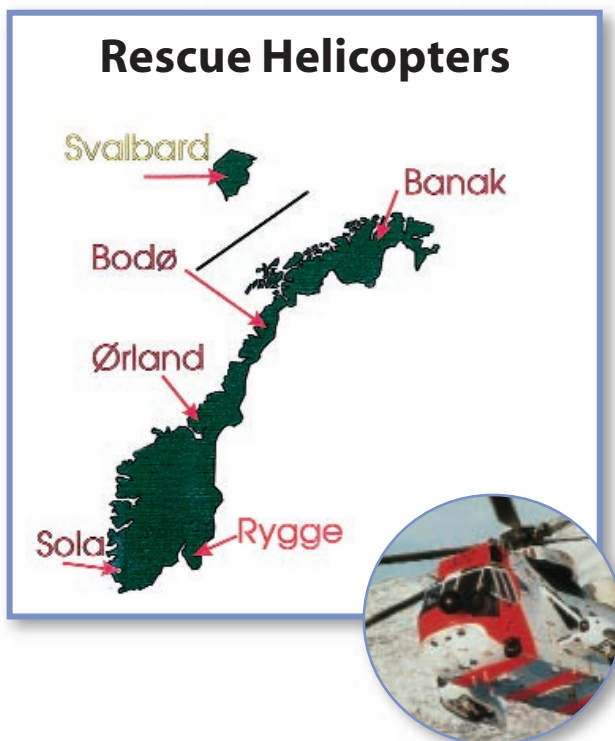 Rescue Helicopters
Svalbard
Banak
Bodø
Ørland
Sola
Rygge